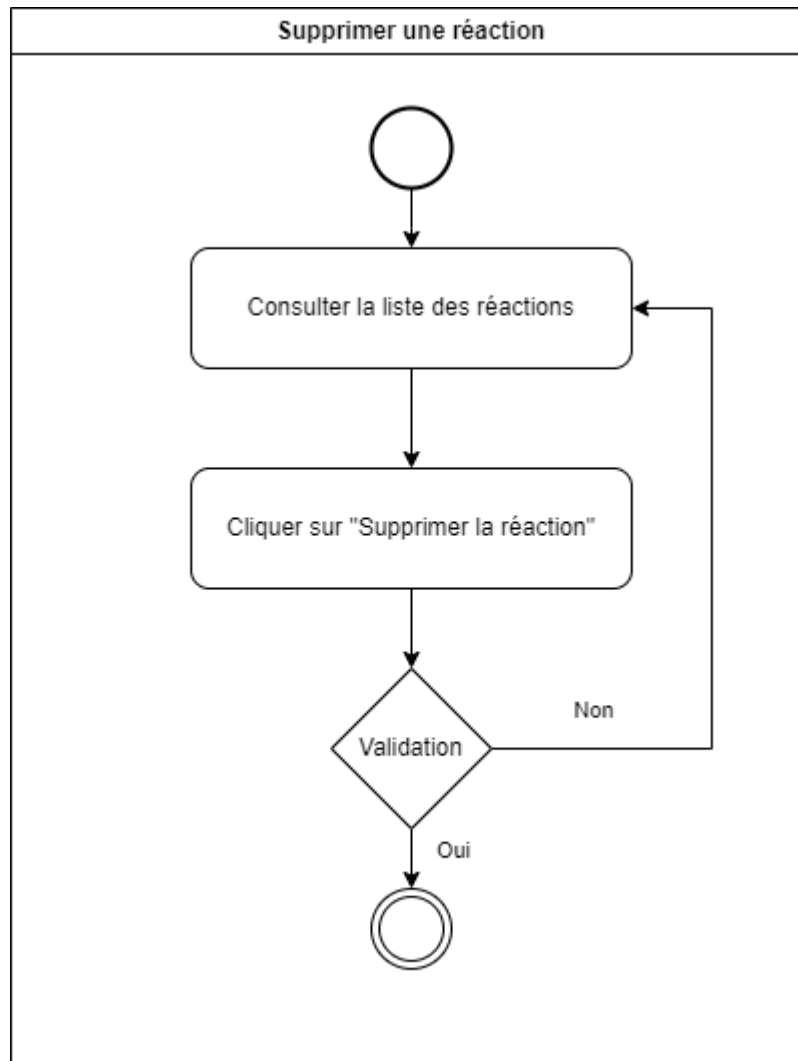 Supprimer une réaction
Consulter la liste des réactions
Cliquer sur "Supprimer la réaction"
Non
Validation
Oui